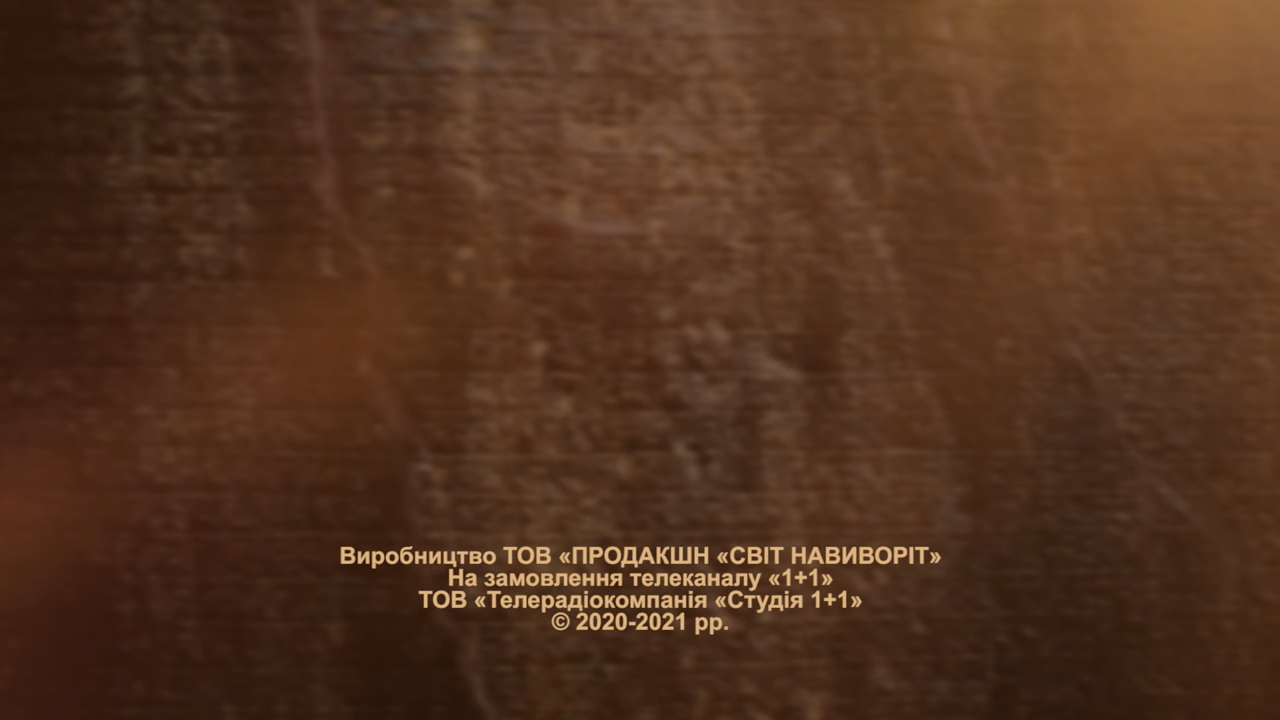 Виробництво ТОВ «ПРОДАКШН «СВІТ НАВИВОРІТ»
На замовлення телеканалу «1+1»
ТОВ «Телерадіокомпанія «Студія 1+1»
© 2020-2021 рр.